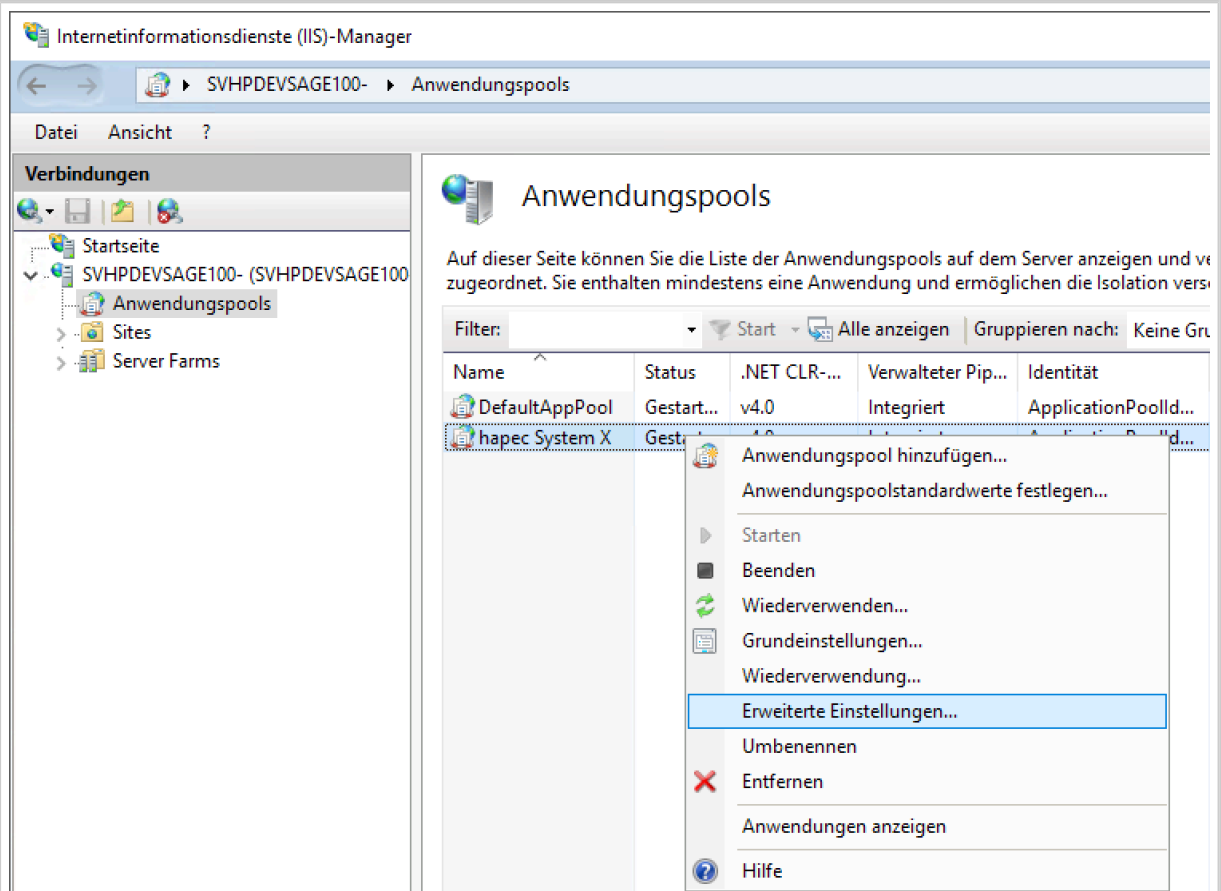 Internetinformationsdienste (IIS)-Manager
SVHPDEVSAGE100- Anwendungspools
Datei Ansicht ?
Verbindungen
Startseite
SVHPDEVSAGE100- (SVHPDEVSAGE100
Anwendungspools
Sites
Server Farms
Anwendungspools
Auf dieser Seite können Sie die Liste der Anwendungspools auf dem Server anzeigen und ve
zugeordnet. Sie enthalten mindestens eine Anwendung und ermöglichen die Isolation vers
Filter: Start Alle anzeigen Gruppieren nach: Keine Gru
Name Status .NET CLR-... Verwalteter Pip... Identität
DefaultAppPool Gestart... v4.0 Integriert ApplicationPoolId...
hapec System X
Anwendungspool hinzufügen...
Anwendungspoolstandardwerte festlegen...
Starten
Beenden
Wiederverwenden...
Grundeinstellungen...
Wiederverwendung...
Erweiterte Einstellungen...
Umbenennen
Entfernen
Anwendungen anzeigen
Hilfe